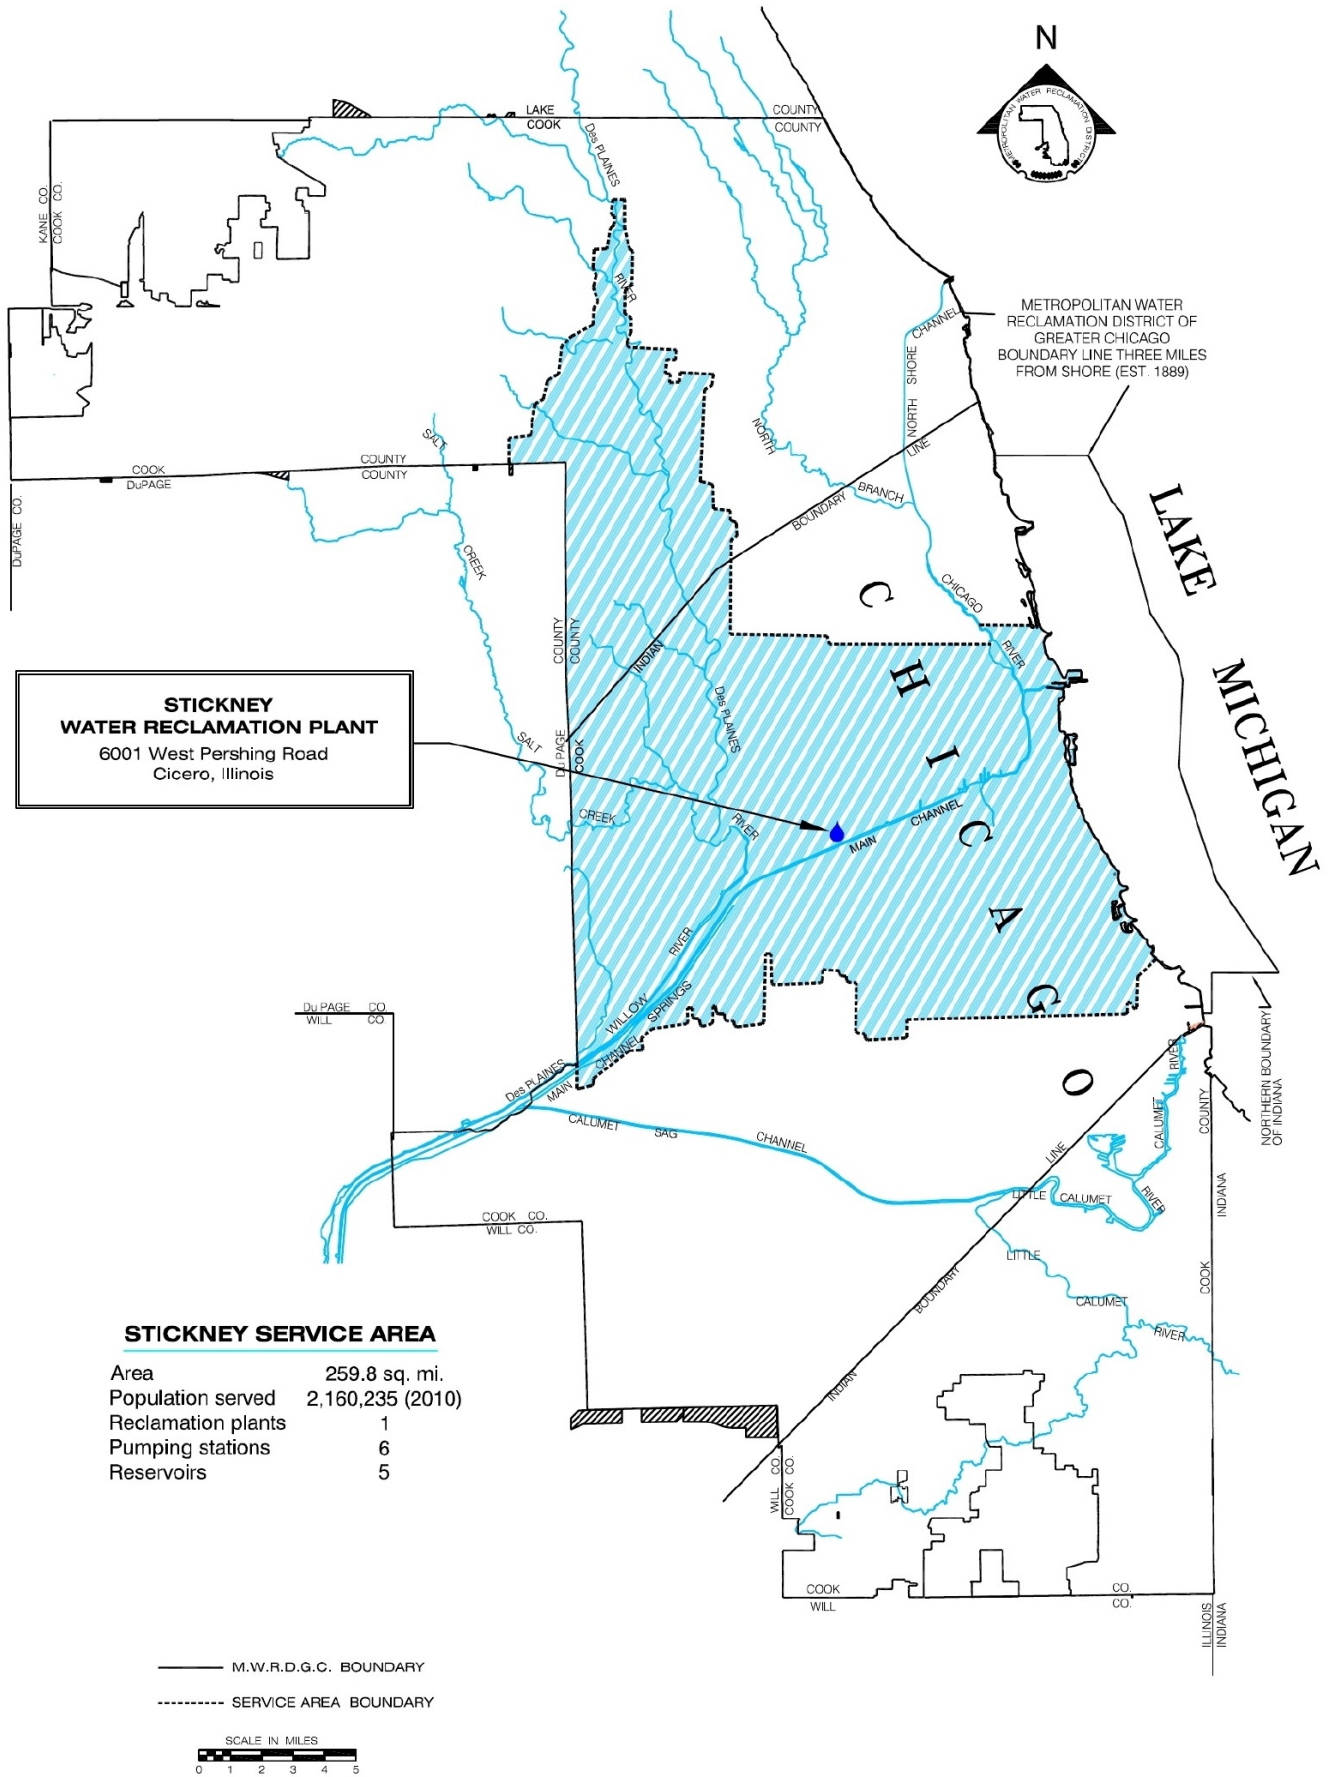 N
METROPOLITAN WATER RECLAMATION DISTRICT
LAKE
COOK
COUNTY
COUNTY
KANE CO.
COOK CO.
Des PLAINES
RIVER
METROPOLITAN WATER
RECLAMATION DISTRICT OF
GREATER CHICAGO
BOUNDARY LINE THREE MILES
FROM SHORE (EST. 1889)
NORTH SHORE CHANNEL
NORTH
BRANCH
CHICAGO
RIVER
INDIAN
BOUNDARY
LINE
SALT
CREEK
COOK
DuPAGE
COUNTY
COUNTY
DuPAGE CO.
COUNTY
COUNTY
Du PAGE
COOK
LAKE
MICHIGAN
CHICAGO
STICKNEY
WATER RECLAMATION PLANT
6001 West Pershing Road
Cicero, Illinois
SALT
CREEK
Des PLAINES
RIVER
MAIN
CHANNEL
RIVER
WILLOW
SPRINGS
CHANNEL
MAIN
Des PLAINES
Du PAGE CO.
WILL CO.
CALUMET SAG CHANNEL
COOK CO.
WILL CO.
LINE
BOUNDARY
INDIAN
LITTLE
CALUMET
RIVER
CALUMET
RIVER
LITTLE
CALUMET
RIVER
NORTHERN BOUNDARY
OF INDIANA
COUNTY
COOK
INDIANA
STICKNEY SERVICE AREA
Area 259.8 sq. mi.
Population served 2,160,235 (2010)
Reclamation plants 1
Pumping stations 6
Reservoirs 5
WILL CO.
COOK CO.
COOK
WILL
CO.
CO.
ILLINOIS
INDIANA
M.W.R.D.G.C. BOUNDARY
SERVICE AREA BOUNDARY
SCALE IN MILES
0 1 2 3 4 5